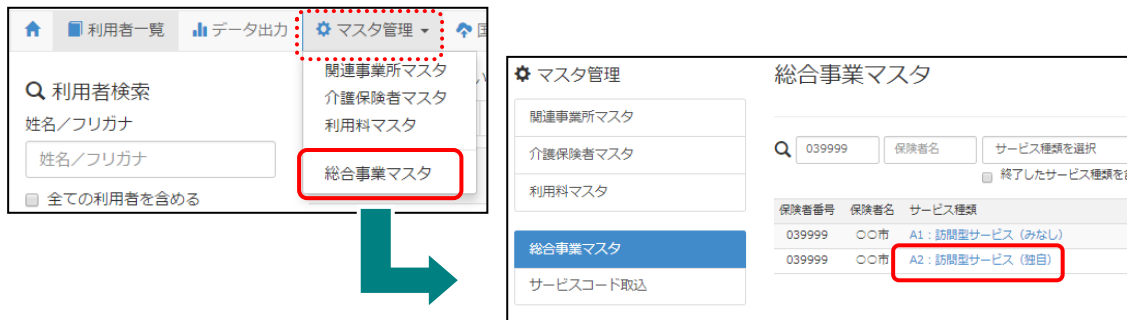 利用者一覧 データ出力 マスタ管理
関連事業所マスタ
介護保険者マスタ
利用料マスタ
総合事業マスタ
利用者検索
姓名／フリガナ
姓名／フリガナ
全ての利用者を含める
マスタ管理
関連事業所マスタ
介護保険者マスタ
利用料マスタ
総合事業マスタ
サービスコード取込
総合事業マスタ
039999 保険者名 サービス種類を選択
終了したサービス種類を
保険者番号 保険者名 サービス種類
039999 〇〇市 A1：訪問型サービス（みなし）
039999 〇〇市 A2：訪問型サービス（独自）